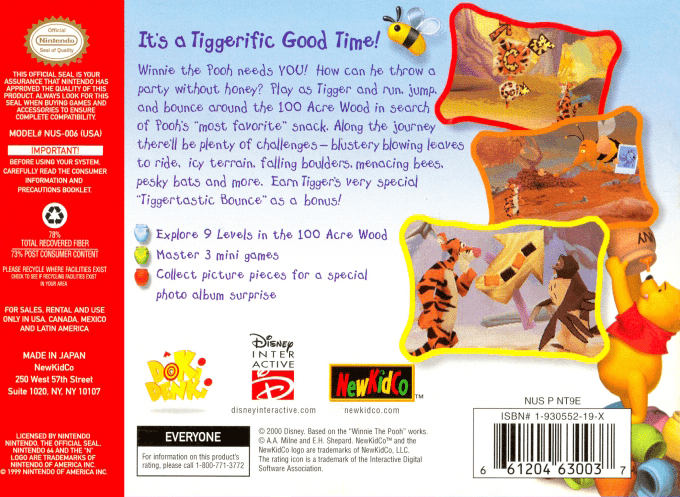 Official
Nintendo
Seal of Quality
THIS OFFICIAL SEAL IS YOUR
ASSURANCE THAT NINTENDO HAS
APPROVED THE QUALITY OF THIS
PRODUCT. ALWAYS LOOK FOR THIS
SEAL WHEN BUYING GAMES AND
ACCESSORIES TO ENSURE
COMPLETE COMPATIBILITY.
MODEL# NUS-006 (USA)
IMPORTANT!
BEFORE USING YOUR SYSTEM,
CAREFULLY READ THE CONSUMER
INFORMATION AND
PRECAUTIONS BOOKLET.
78%
TOTAL RECOVERED FIBER
73% POST CONSUMER CONTENT
PLEASE RECYCLE WHERE FACILITIES EXIST
CHECK TO SEE IF RECYCLING FACILITIES EXIST
IN YOUR AREA
FOR SALES, RENTAL AND USE
ONLY IN USA, CANADA, MEXICO
AND LATIN AMERICA
MADE IN JAPAN
NewKidCo
250 West 57th Street
Suite 1020, NY, NY 10107
LICENSED BY NINTENDO
NINTENDO, THE OFFICIAL SEAL,
NINTENDO 64 AND THE "N"
LOGO ARE TRADEMARKS OF
NINTENDO OF AMERICA INC.
© 1999 NINTENDO OF AMERICA INC.
It's a Tiggerific Good Time!
Winnie the Pooh needs YOU! How can he throw a
party without honey? Play as Tigger and run, jump,
and bounce around the 100 Acre Wood in search
of Pooh's "most favorite" snack. Along the journey
there'll be plenty of challenges – blustery blowing leaves
to ride, icy terrain, falling boulders, menacing bees,
pesky bats and more. Earn Tigger's very special
"Tiggertastic Bounce" as a bonus!
Explore 9 Levels in the 100 Acre Wood
Master 3 mini games
Collect picture pieces for a special
photo album surprise
DOKI
DENKI
DISNEY
INTER
ACTIVE
D
disneyinteractive.com
NewKidCo
TM
newkidco.com
EVERYONE
For information on this product's
rating, please call 1-800-771-3772
© 2000 Disney. Based on the "Winnie The Pooh" works.
© A.A. Milne and E.H. Shepard. NewKidCo™ and the
NewKidCo logo are trademarks of NewKidCo, LLC.
The rating icon is a trademark of the Interactive Digital
Software Association.
NUS P NT9E
ISBN# 1-930552-19-X
6 61204 63003 7